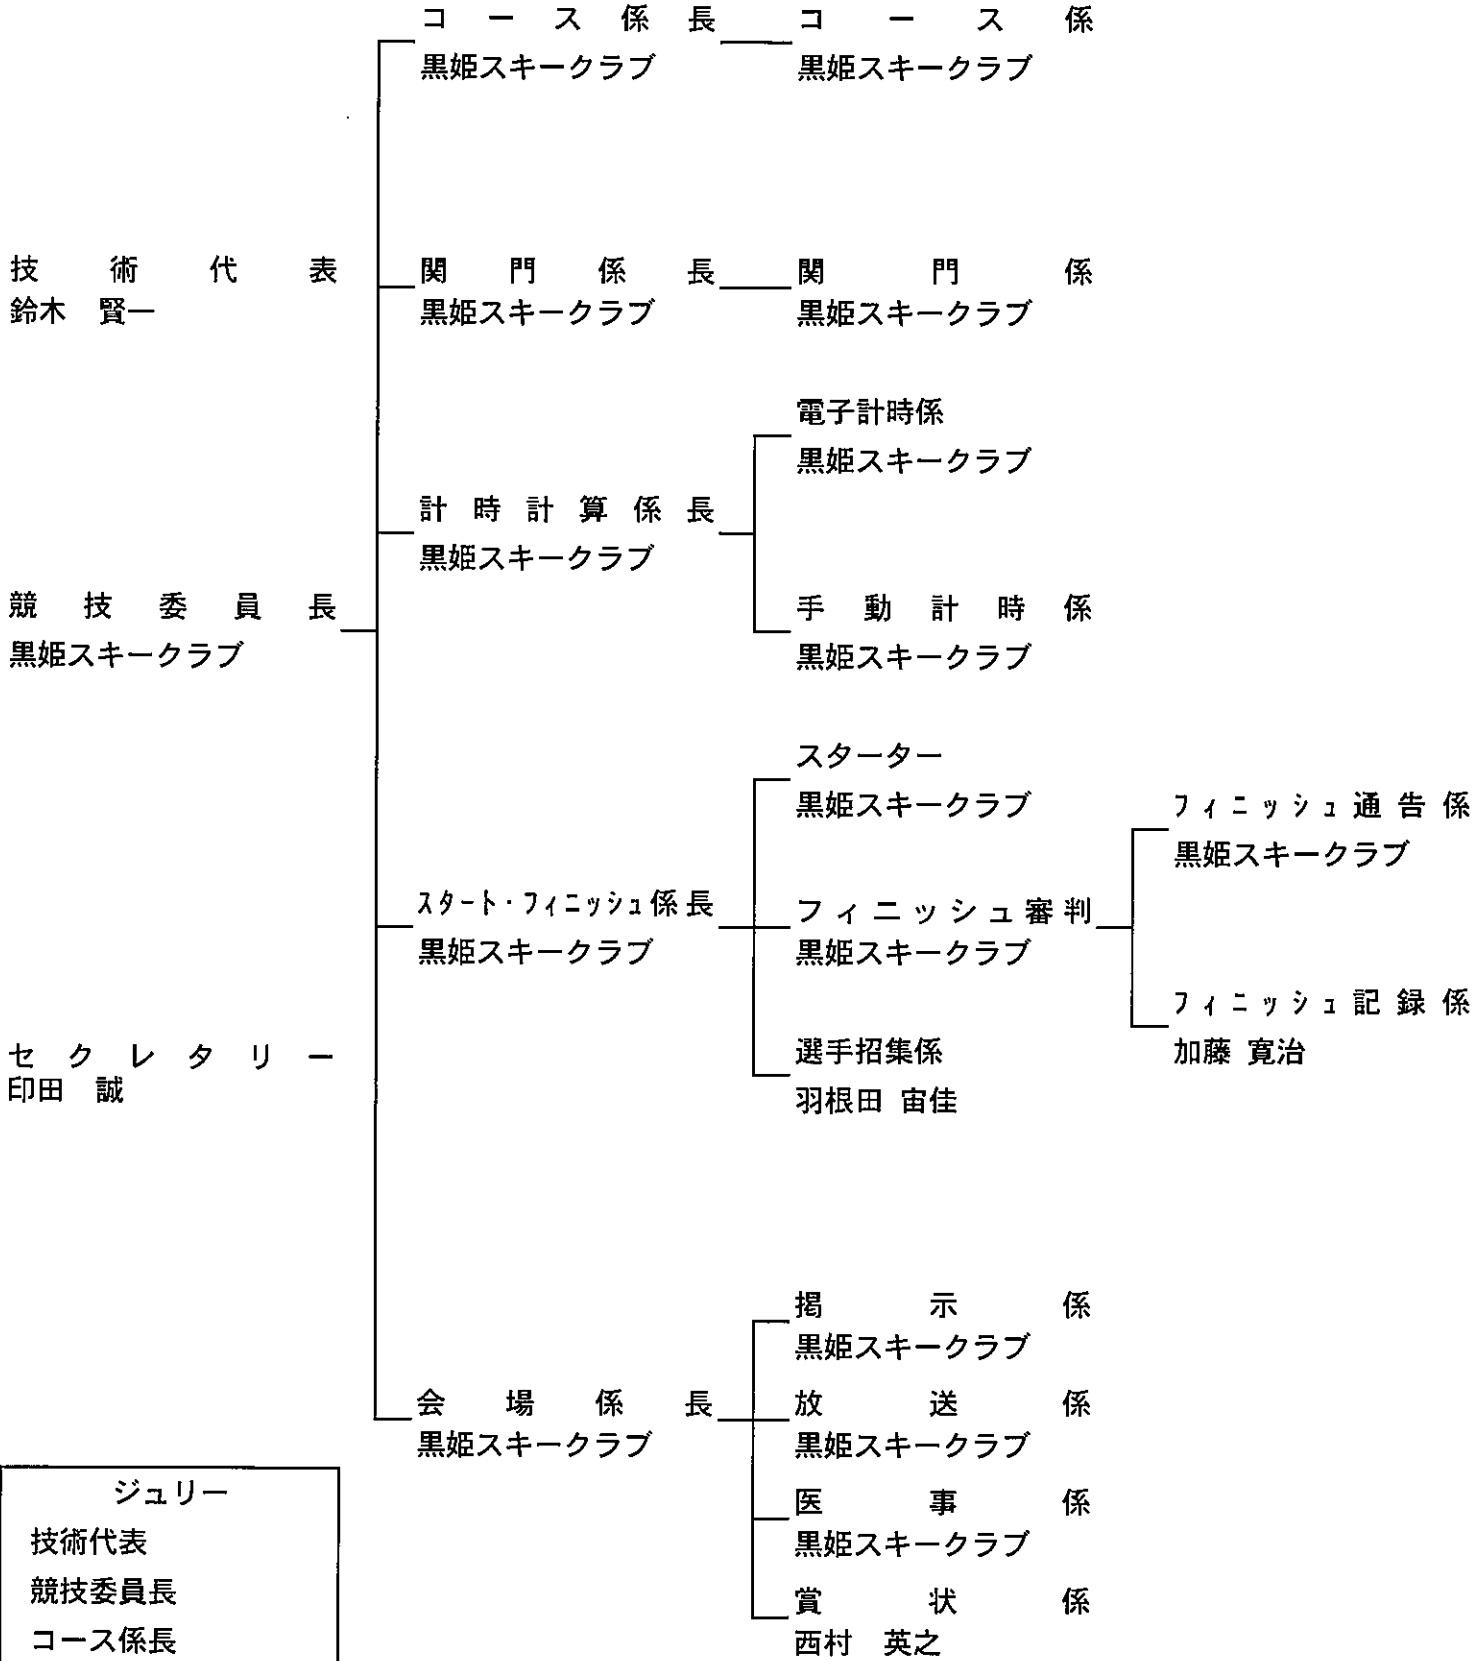 コース係長
黒姫スキークラブ
コース係
黒姫スキークラブ
技術代表
鈴木 賢一
関門係長
黒姫スキークラブ
関門係
黒姫スキークラブ
電子計時係
黒姫スキークラブ
計時計算係長
黒姫スキークラブ
競技委員長
黒姫スキークラブ
手動計時係
黒姫スキークラブ
スターター
黒姫スキークラブ
フィニッシュ通告係
黒姫スキークラブ
スタート・フィニッシュ係長
黒姫スキークラブ
フィニッシュ審判
黒姫スキークラブ
フィニッシュ記録係
加藤 寛治
セクレタリー
印田 誠
選手招集係
羽根田 宙佳
掲示係
黒姫スキークラブ
会場係長
黒姫スキークラブ
放送係
黒姫スキークラブ
医事係
黒姫スキークラブ
賞状係
西村 英之
ジュリー
技術代表
競技委員長
コース係長